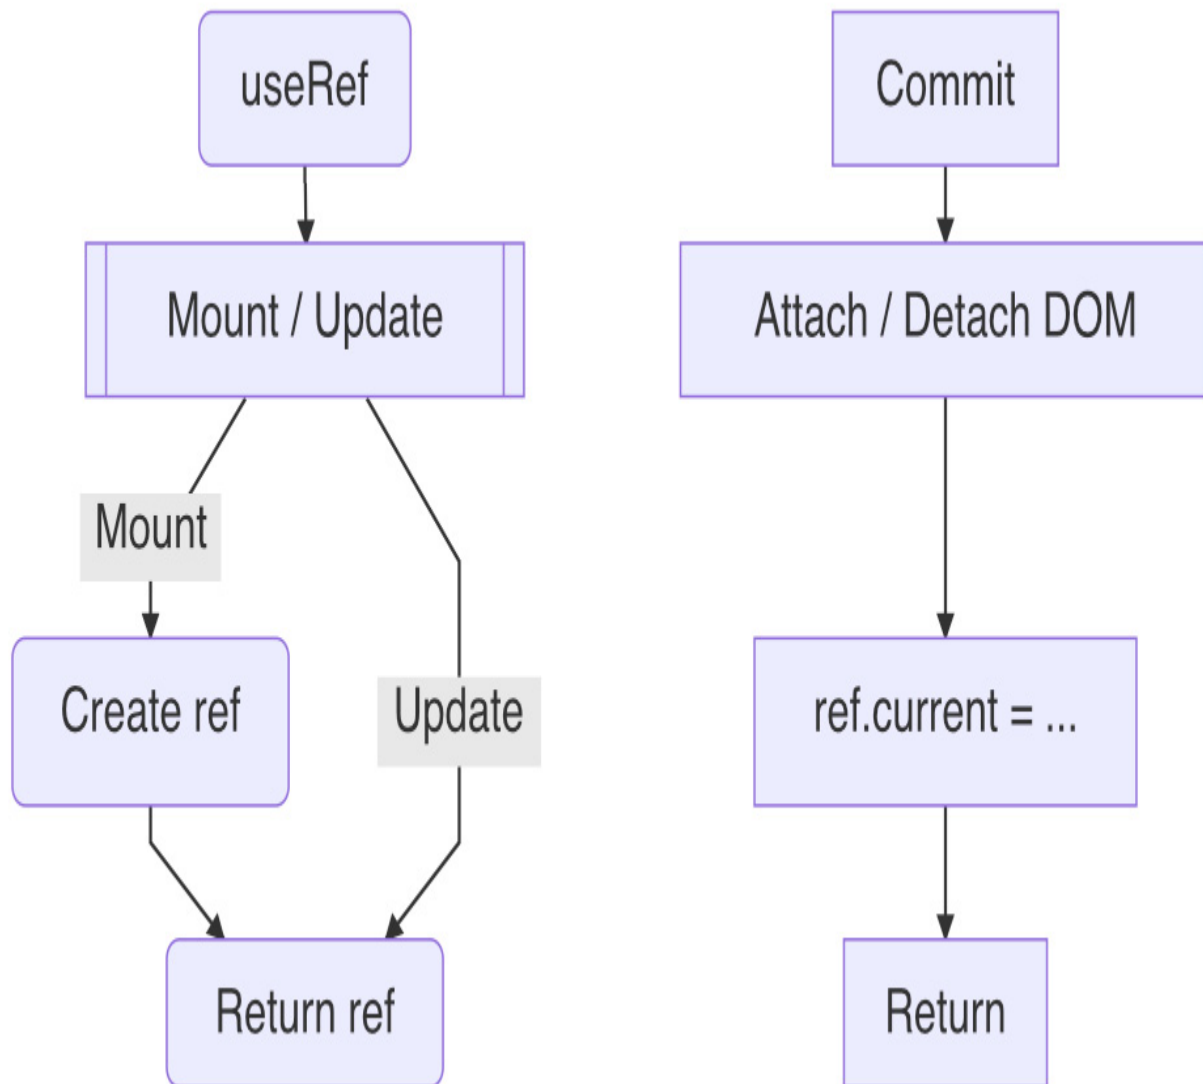 useRef
Mount / Update
Mount
Update
Create ref
Return ref
Commit
Attach / Detach DOM
ref.current = ...
Return